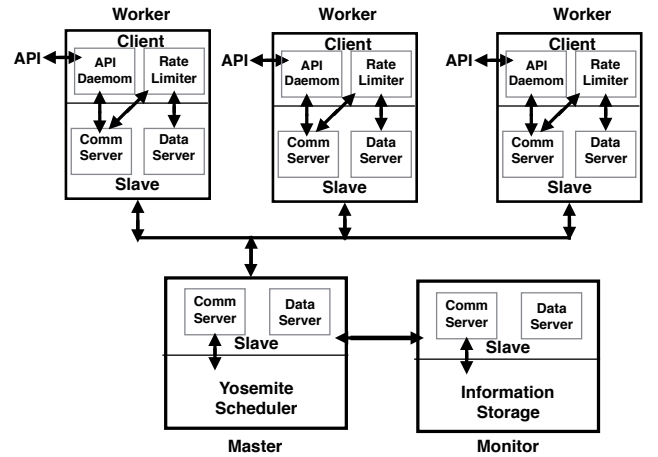 Worker
Client
API
API
Daemom
Rate
Limiter
Comm
Server
Data
Server
Slave
Worker
Client
API
API
Daemom
Rate
Limiter
Comm
Server
Data
Server
Slave
Worker
Client
API
API
Daemom
Rate
Limiter
Comm
Server
Data
Server
Slave
Comm
Server
Data
Server
Slave
Yosemite
Scheduler
Master
Comm
Server
Data
Server
Slave
Information
Storage
Monitor